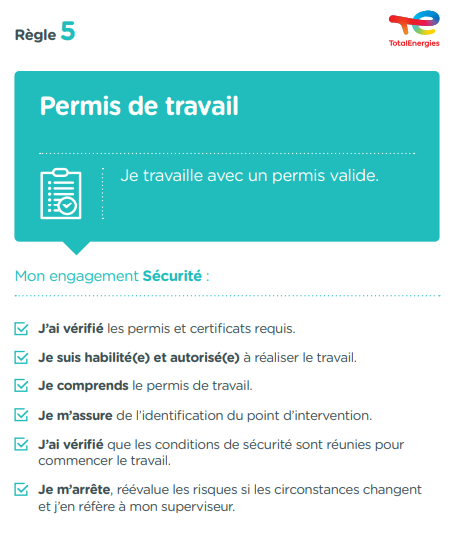 Règle 5
TotalEnergies
Permis de travail
Je travaille avec un permis valide.
Mon engagement Sécurité :
J’ai vérifié les permis et certificats requis.
Je suis habilité(e) et autorisé(e) à réaliser le travail.
Je comprends le permis de travail.
Je m’assure de l’identification du point d’intervention.
J’ai vérifié que les conditions de sécurité sont réunies pour
commencer le travail.
Je m’arrête, réévalue les risques si les circonstances changent
et j’en réfère à mon superviseur.